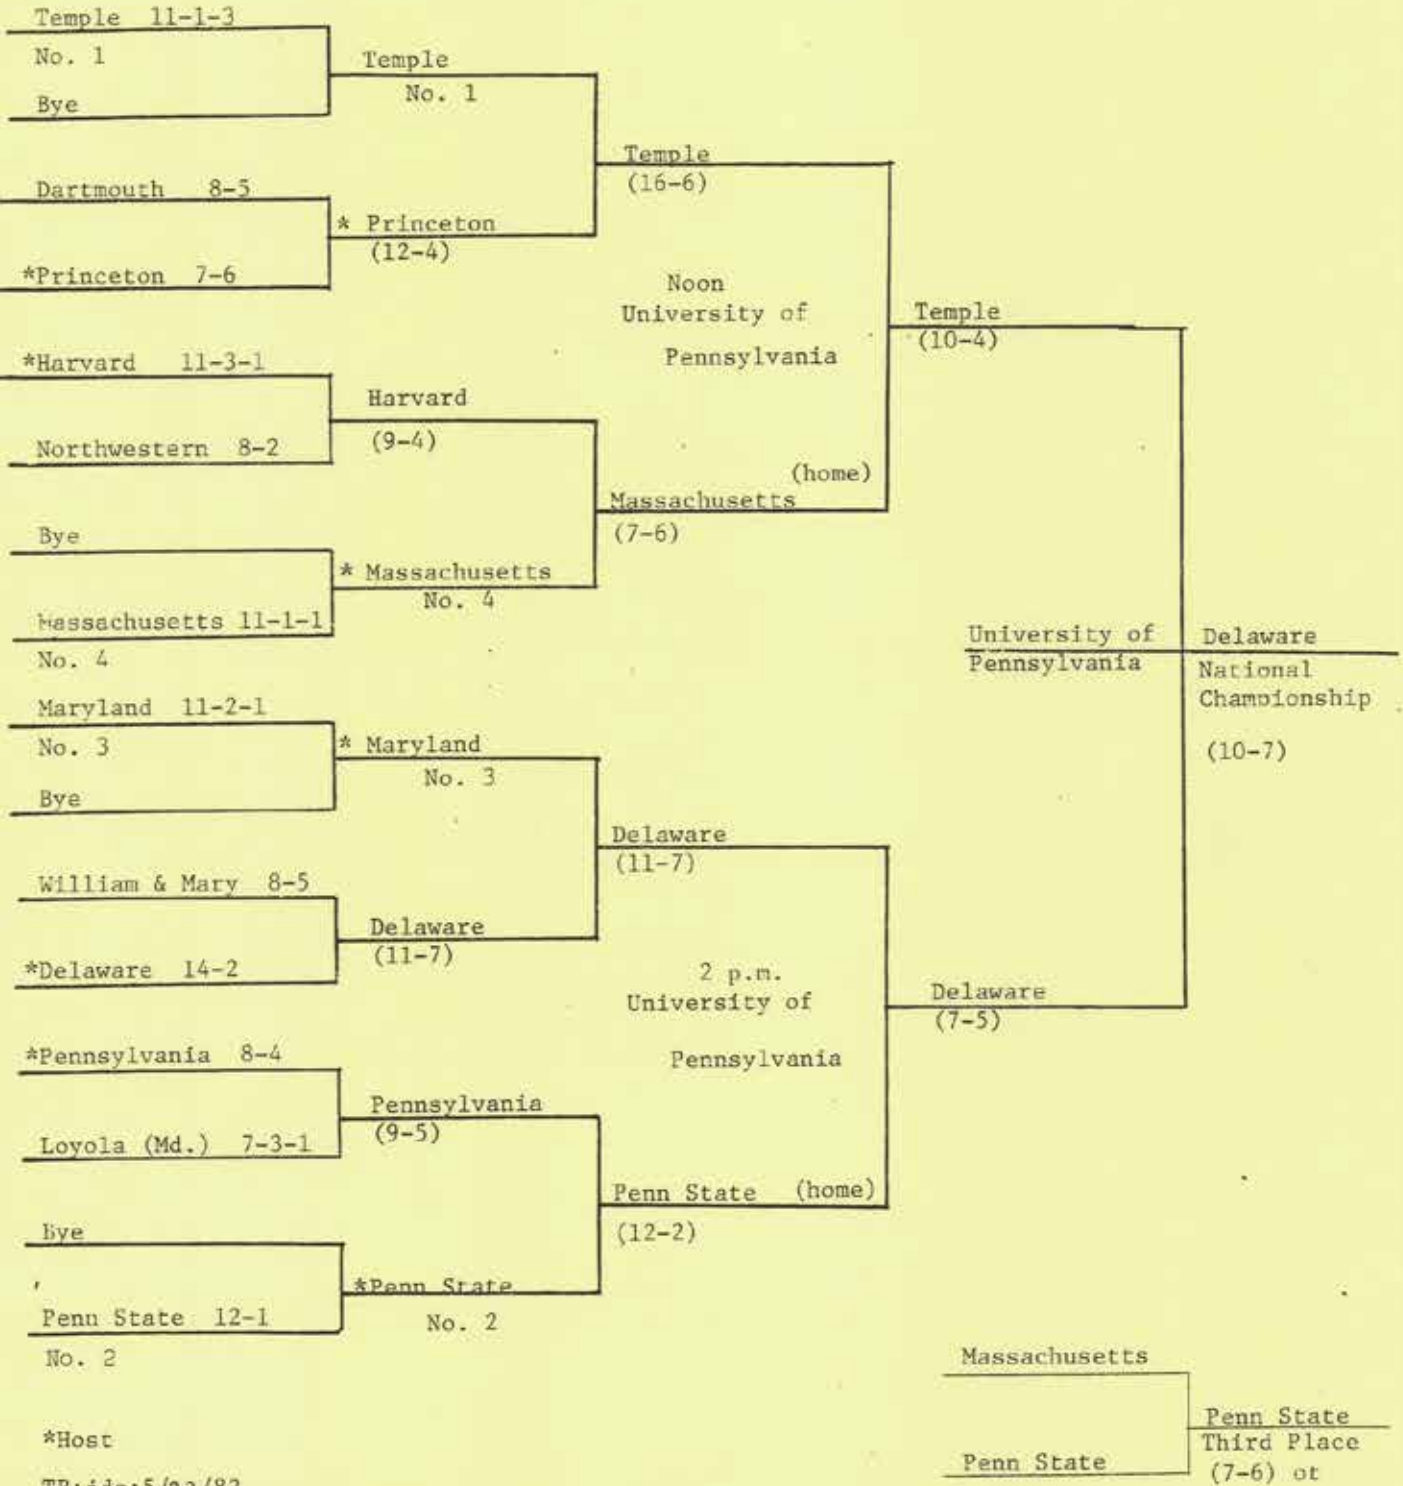 Temple 11-1-3
No. 1
Bye
Dartmouth 8-5
*Princeton 7-6
*Harvard 11-3-1
Northwestern 8-2
Bye
Massachusetts 11-1-1
No. 4
Maryland 11-2-1
No. 3
Bye
William & Mary 8-5
*Delaware 14-2
*Pennsylvania 8-4
Loyola (Md.) 7-3-1
Bye
Penn State 12-1
No. 2
*Host
Temple
No. 1
* Princeton
(12-4)
Harvard
(9-4)
* Massachusetts
No. 4
* Maryland
No. 3
Delaware
(11-7)
Pennsylvania
(9-5)
*Penn State
No. 2
Temple
(16-6)
Noon
University of
Pennsylvania
(home)
Massachusetts
(7-6)
Delaware
(11-7)
2 p.m.
University of
Pennsylvania
Penn State (home)
(12-2)
Temple
(10-4)
Delaware
(7-5)
University of
Pennsylvania
Delaware
National
Championship
(10-7)
Massachusetts
Penn State
Penn State
Third Place
(7-6) ot